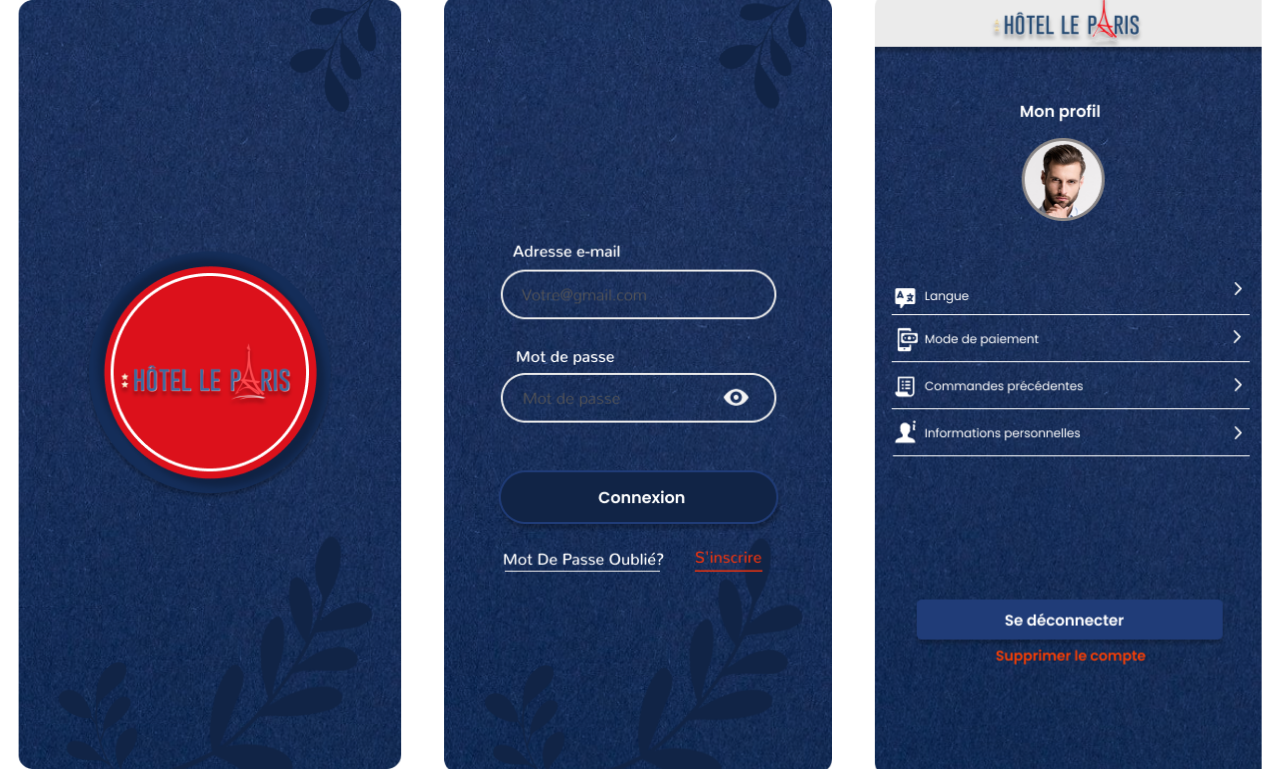 HÔTEL LE PARIS
Adresse e-mail
Votre@gmail.com
Mot de passe
Mot de passe
Connexion
Mot De Passe Oublié?
S'inscrire
HÔTEL LE PARIS
Mon profil
Langue
Mode de paiement
Commandes précédentes
Informations personnelles
Se déconnecter
Supprimer le compte